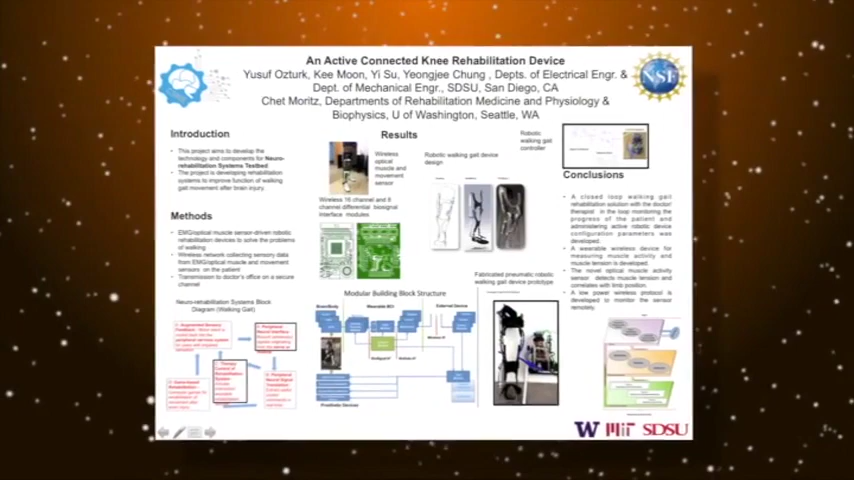 An Active Connected Knee Rehabilitation Device
Yusuf Ozturk, Kee Moon, Yi Su, Yeongjee Chung , Depts. of Electrical Engr. &
Dept. of Mechanical Engr., SDSU, San Diego, CA
Chet Moritz, Departments of Rehabilitation Medicine and Physiology &
Biophysics, U of Washington, Seattle, WA
NSF
Introduction
• This project aims to develop the
technology and components for Neuro-
rehabilitation Systems Testbed
• The project is developing rehabilitation
systems to improve function of walking
gait movement after brain injury.
Methods
• EMG/optical muscle sensor-driven robotic
rehabilitation devices to solve the problems
of walking
• Wireless network collecting sensory data
from EMG/optical muscle and movement
sensors on the patient
• Transmission to doctor's office on a secure
channel
Neuro-rehabilitation Systems Block
Diagram (Walking Gait)
Results
Wireless
optical
muscle and
movement
sensor
Wireless 16 channel and 8
channel differential biosignal
interface modules
Robotic walking gait device
design
Robotic
walking gait
controller
Modular Building Block Structure
Brain/Body
Wearable BCI
External Device
Prosthetic Devices
Fabricated pneumatic robotic
walking gait device prototype
Conclusions
• A closed loop walking gait
rehabilitation solution with the doctor/
therapist in the loop monitoring the
progress of the patient and
administering active robotic device
configuration parameters was
developed.
• A wearable wireless device for
measuring muscle activity and
muscle tension is developed.
• The novel optical muscle activity
sensor detects muscle tension and
correlates with limb position.
• A low power wireless protocol is
developed to monitor the sensor
remotely.
W MIT SDSU